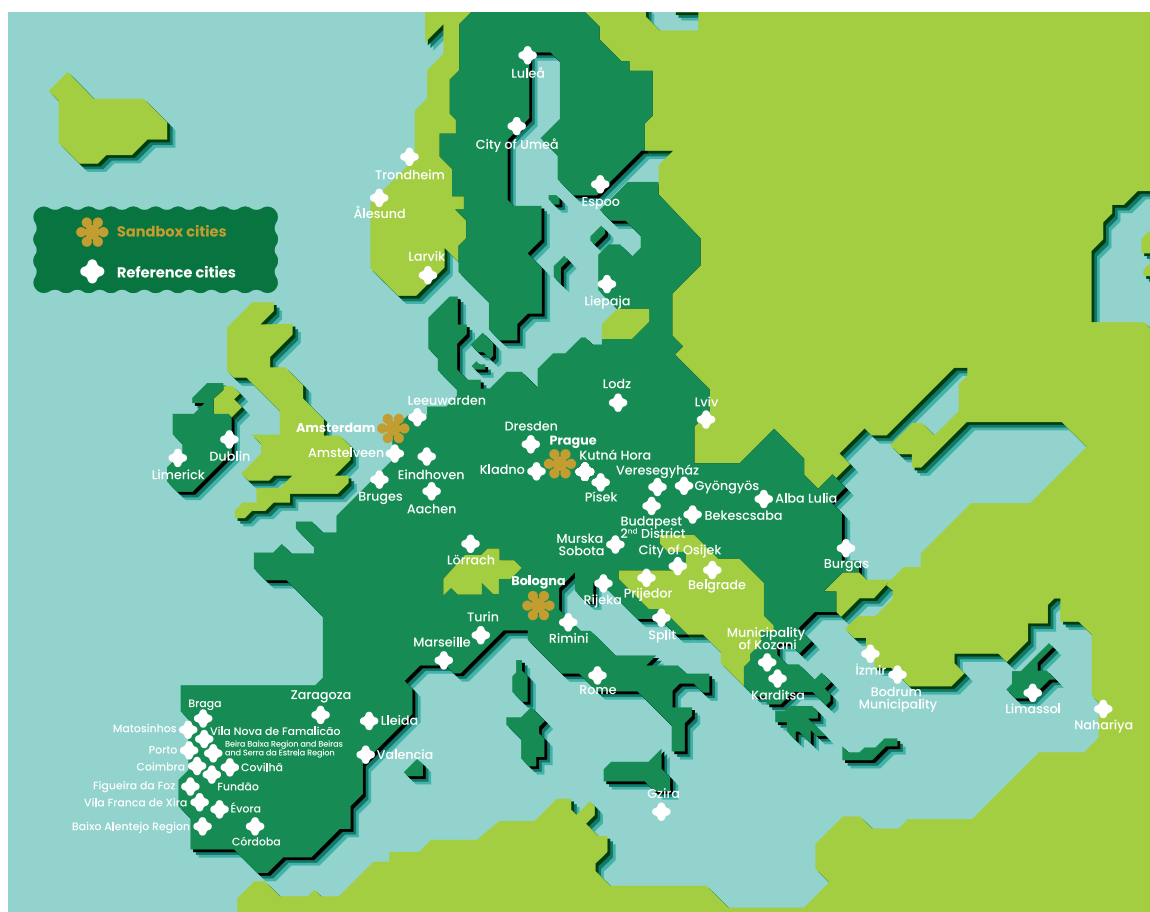 Luleå
City of Umeå
Trondheim
Espoo
Ålesund
Sandbox cities
Reference cities
Larvik
Liepaja
Lodz
Lviv
Leeuwarden
Amsterdam
Dresden
Prague
Dublin
Limerick
Amstelveen
Kutná Hora
Eindhoven
Kladno
Veresegyház
Bruges
Písek
Gyöngyös
Aachen
Alba Lulia
Budapest
2nd District
Bekescsaba
Murska
Sobota
City of Osijek
Lörrach
Burgas
Bologna
Prijedor
Belgrade
Rijeka
Turin
Rimini
Split
Municipality
of Kozani
Marseille
İzmir
Rome
Karditsa
Bodrum
Municipality
Limassol
Nahariya
Zaragoza
Braga
Lleida
Matosinhos
Vila Nova de Famalicão
Porto
Beira Baixa Region and Beiras
and Serra da Estrela Region
Valencia
Coimbra
Covilhã
Figueira da Foz
Fundão
Gzira
Vila Franca de Xira
Évora
Baixo Alentejo Region
Córdoba